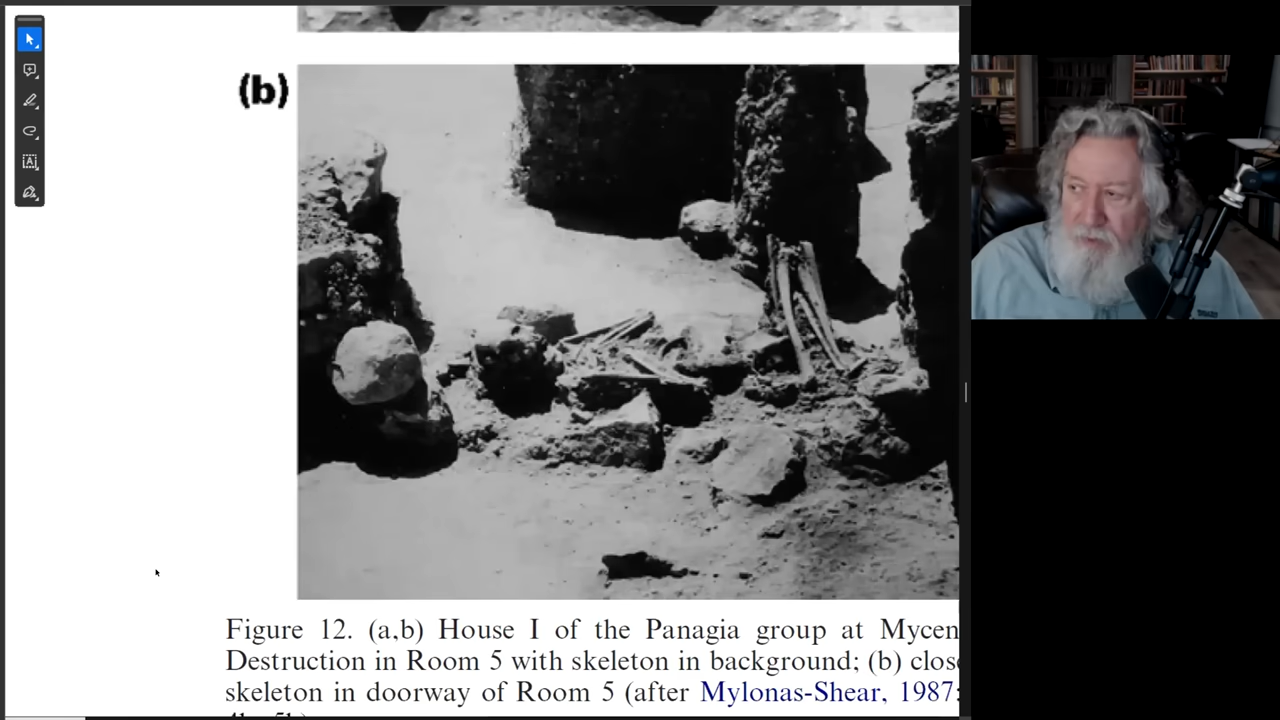 (b)
Figure 12. (a,b) House I of the Panagia group at Mycen
Destruction in Room 5 with skeleton in background; (b) clos
skeleton in doorway of Room 5 (after Mylonas-Shear, 1987: